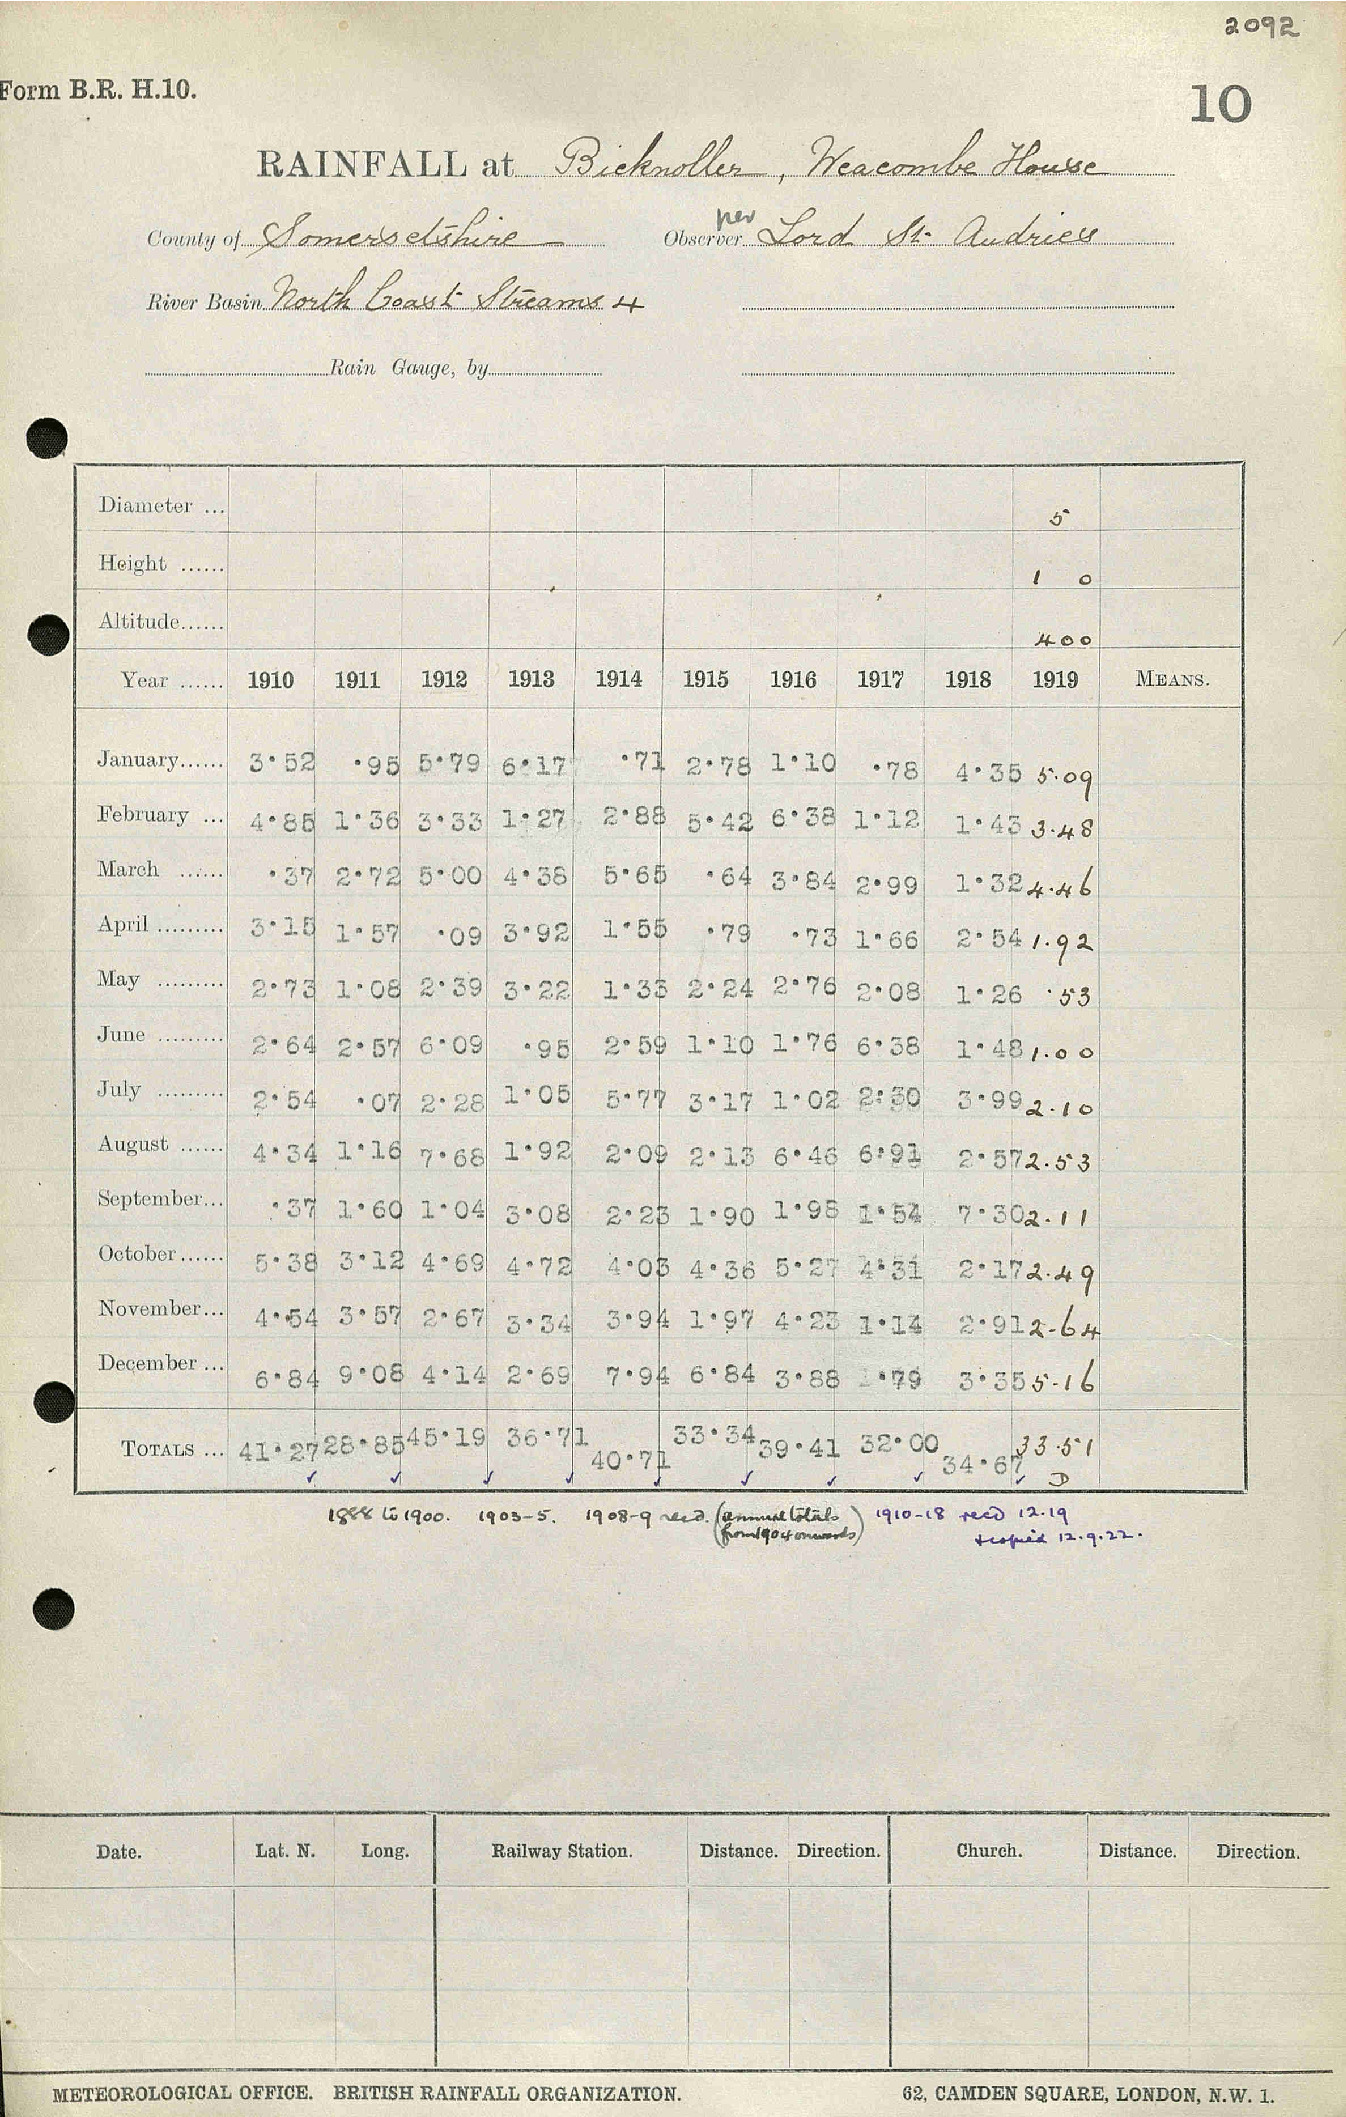 2092
Form B.R. H.10.
10
RAINFALL at Bicknoller, Weacombe House
County of Somersetshire Observer per Lord St. Audries
River Basin North Coast Streams 4
Rain Gauge, by
Diameter ... 5
Height ...... 1 0
Altitude...... 400
Year ...... 1910 1911 1912 1913 1914 1915 1916 1917 1918 1919 MEANS.
January...... 3·52 ·95 5·79 6·17 ·71 2·78 1·10 ·78 4·35 5·09
February ... 4·85 1·36 3·33 1·27 2·88 5·42 6·38 1·12 1·43 3·48
March ...... ·37 2·72 5·00 4·38 5·65 ·64 3·84 2·99 1·32 4·46
April ......... 3·15 1·57 ·09 3·92 1·55 ·79 ·73 1·66 2·54 1·92
May ......... 2·73 1·08 2·39 3·22 1·33 2·24 2·76 2·08 1·26 ·53
June ......... 2·64 2·57 6·09 ·95 2·59 1·10 1·76 6·38 1·48 1·00
July ......... 2·54 ·07 2·28 1·05 5·77 3·17 1·02 2·30 3·99 2·10
August ...... 4·34 1·16 7·68 1·92 2·09 2·13 6·46 6·91 2·57 2·53
September... ·37 1·60 1·04 3·08 2·23 1·90 1·98 1·54 7·30 2·11
October...... 5·38 3·12 4·69 4·72 4·03 4·36 5·27 4·31 2·17 2·49
November... 4·54 3·57 2·67 3·34 3·94 1·97 4·23 1·14 2·91 2·64
December ... 6·84 9·08 4·14 2·69 7·94 6·84 3·88 ·79 3·35 5·16
TOTALS ... 41·27 28·85 45·19 36·71 40·71 33·34 39·41 32·00 34·67 33·51
D
1888 to 1900. 1903-5. 1908-9 recd. (annual totals from 1904 onwards) 1910-18 recd 12.19
& copied 12.9.22.
Date. Lat. N. Long. Railway Station. Distance. Direction. Church. Distance. Direction.
METEOROLOGICAL OFFICE. BRITISH RAINFALL ORGANIZATION. 62, CAMDEN SQUARE, LONDON, N.W. 1.